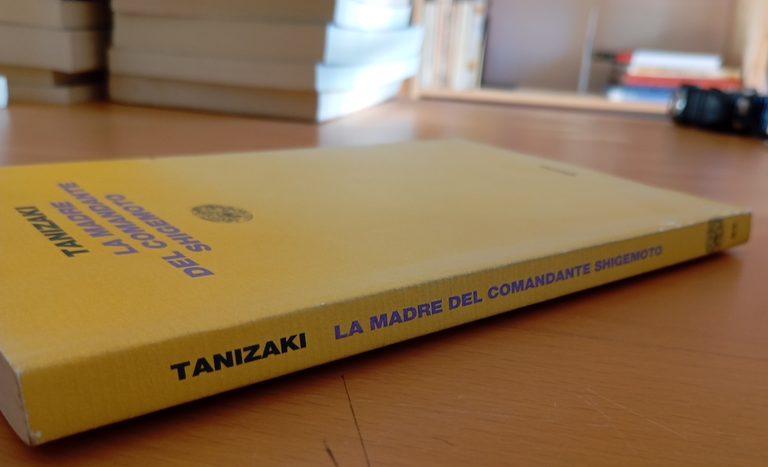 TANIZAKI
LA MADRE
DEL COMANDANTE
SHIGEMOTO
TANIZAKI LA MADRE DEL COMANDANTE SHIGEMOTO